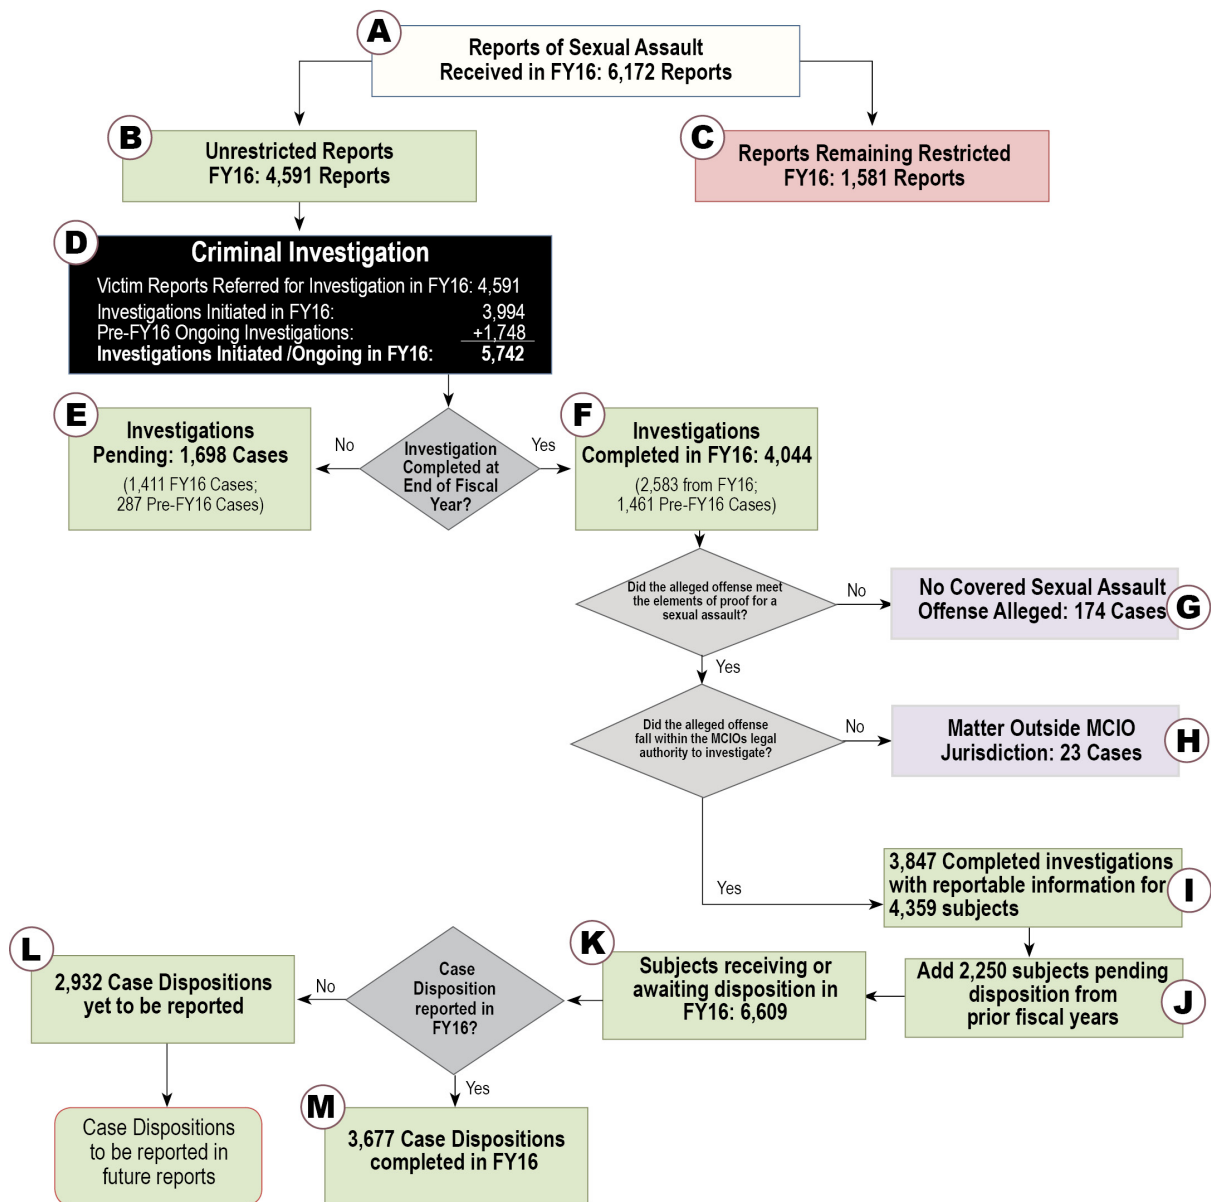 A
Reports of Sexual Assault
Received in FY16: 6,172 Reports
B
Unrestricted Reports
FY16: 4,591 Reports
C
Reports Remaining Restricted
FY16: 1,581 Reports
D
Criminal Investigation
Victim Reports Referred for Investigation in FY16: 4,591
Investigations Initiated in FY16: 3,994
Pre-FY16 Ongoing Investigations: +1,748
Investigations Initiated /Ongoing in FY16: 5,742
E
Investigations
Pending: 1,698 Cases
(1,411 FY16 Cases;
287 Pre-FY16 Cases)
No
Investigation
Completed at
End of Fiscal
Year?
Yes
F
Investigations
Completed in FY16: 4,044
(2,583 from FY16;
1,461 Pre-FY16 Cases)
Did the alleged offense meet
the elements of proof for a
sexual assault?
No
No Covered Sexual Assault
Offense Alleged: 174 Cases
G
Yes
Did the alleged offense
fall within the MCIOs legal
authority to investigate?
No
Matter Outside MCIO
Jurisdiction: 23 Cases
H
Yes
3,847 Completed investigations
with reportable information for
4,359 subjects
I
Add 2,250 subjects pending
disposition from
prior fiscal years
J
K
Subjects receiving or
awaiting disposition in
FY16: 6,609
Case
Disposition
reported in
FY16?
No
L
2,932 Case Dispositions
yet to be reported
Case Dispositions
to be reported in
future reports
Yes
M
3,677 Case Dispositions
completed in FY16